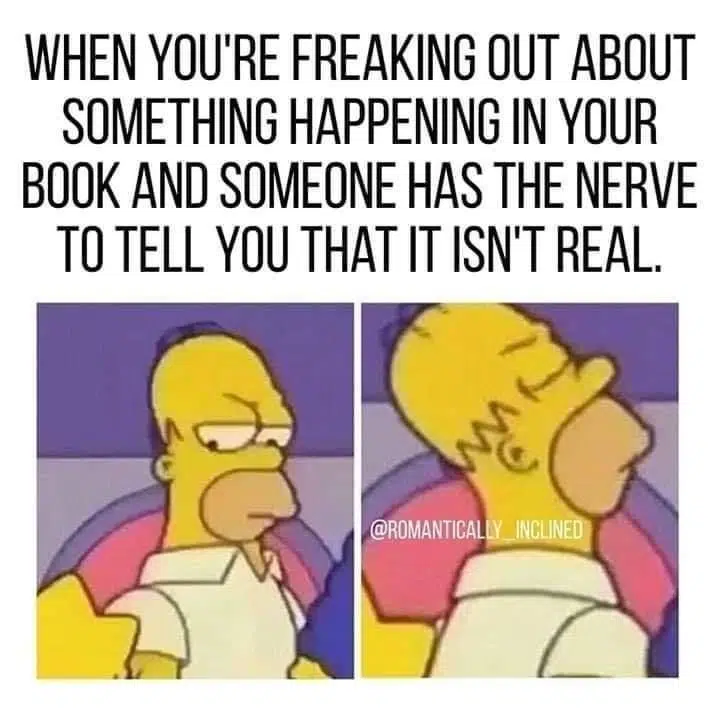 WHEN YOU'RE FREAKING OUT ABOUT
SOMETHING HAPPENING IN YOUR
BOOK AND SOMEONE HAS THE NERVE
TO TELL YOU THAT IT ISN'T REAL.
@ROMANTICALLY_INCLINED